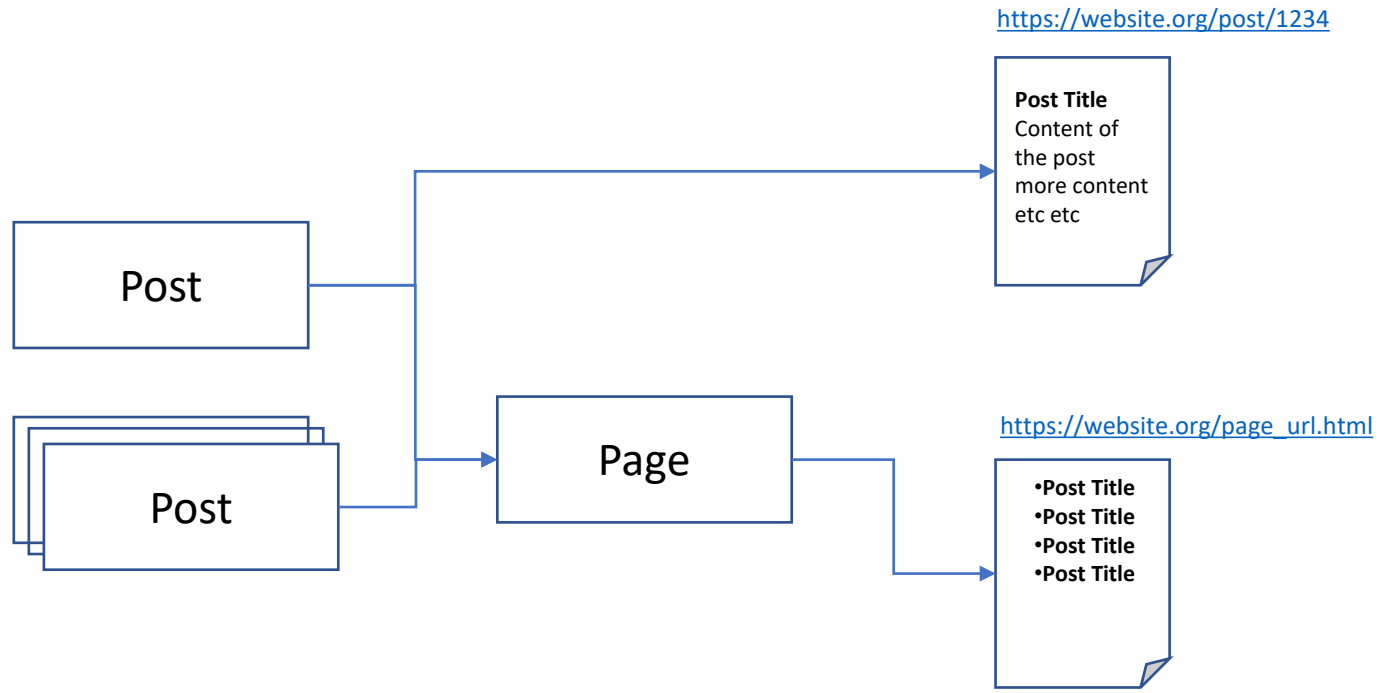 https://website.org/post/1234
Post Title
Content of
the post
more content
etc etc
Post
Post
Page
https://website.org/page_url.html
•Post Title
•Post Title
•Post Title
•Post Title